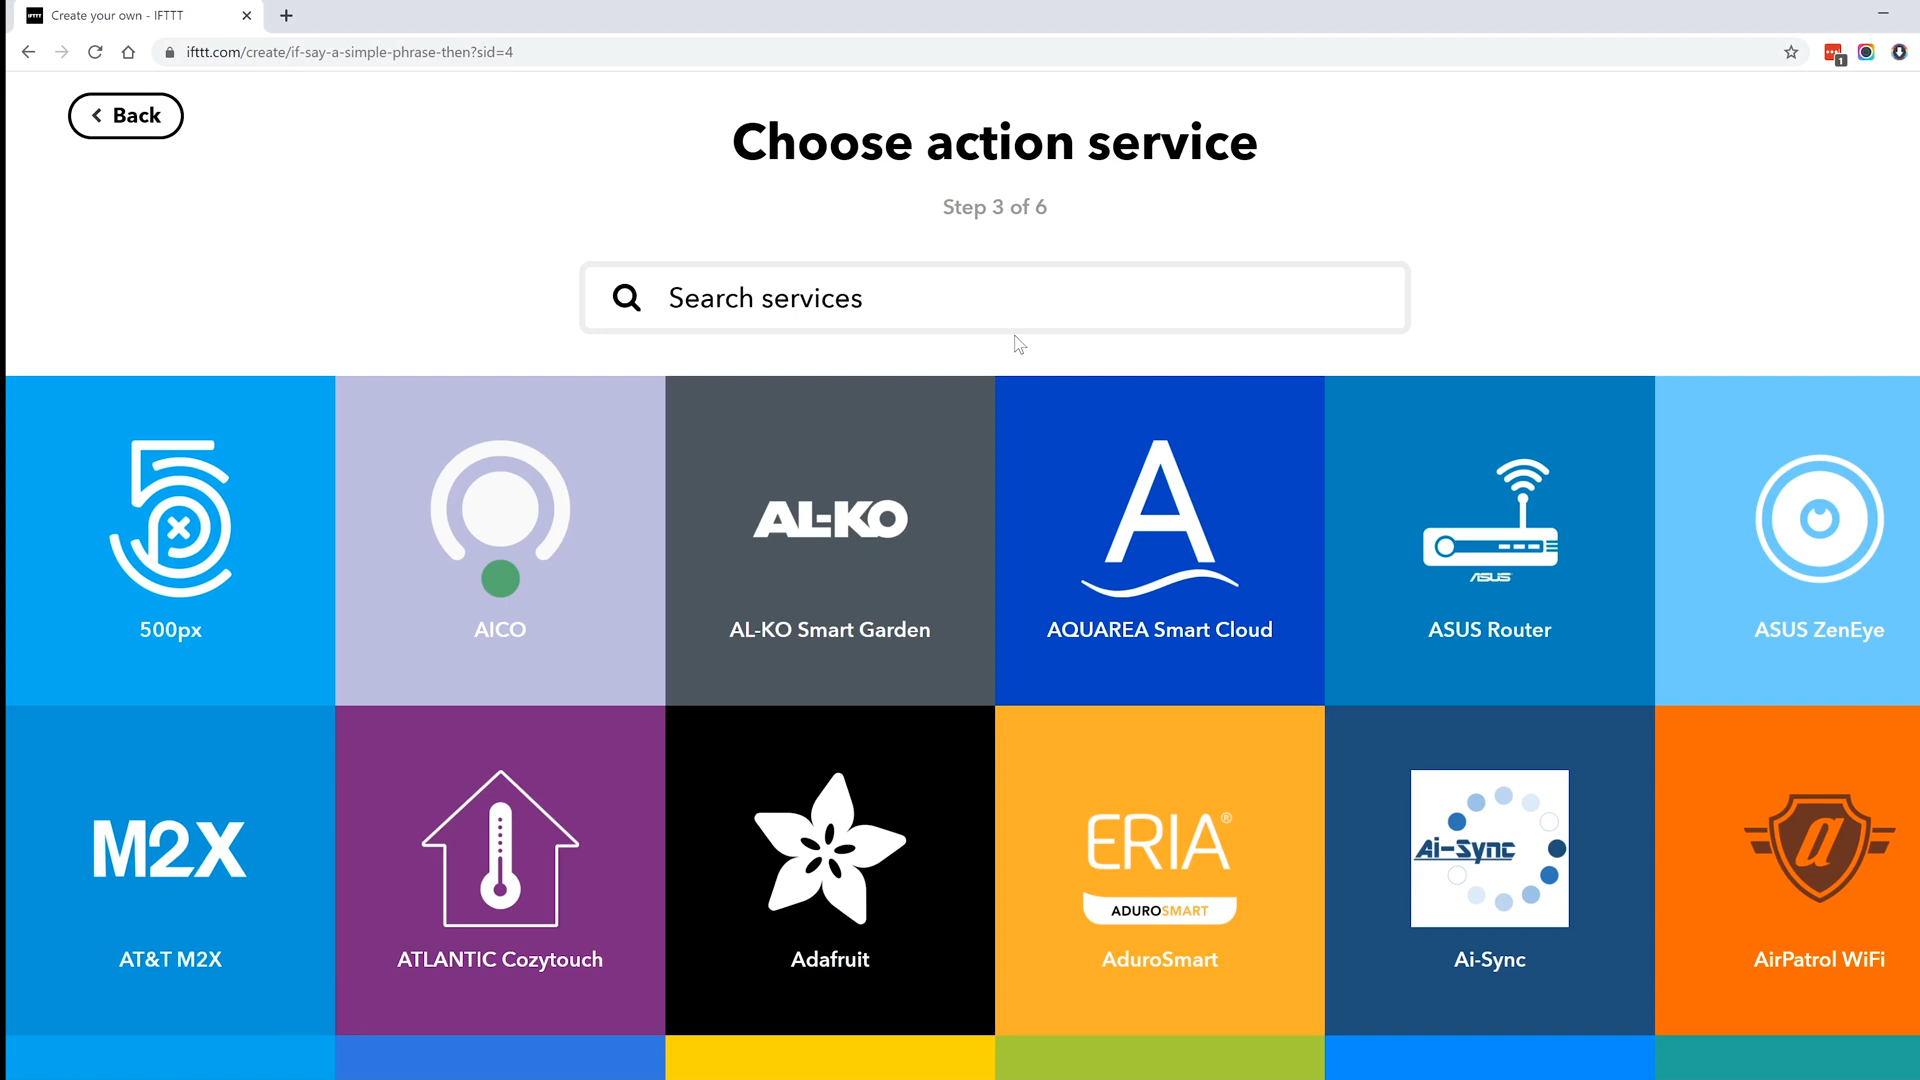 Create your own - IFTTT
ifttt.com/create/if-say-a-simple-phrase-then?sid=4
1
Back
Choose action service
Step 3 of 6
Search services
AL-KO
A
ASUS
500px
AICO
AL-KO Smart Garden
AQUAREA Smart Cloud
ASUS Router
ASUS ZenEye
M2X
ERIA®
ADUROSMART
Ai-Sync
a
AT&T M2X
ATLANTIC Cozytouch
Adafruit
AduroSmart
Ai-Sync
AirPatrol WiFi